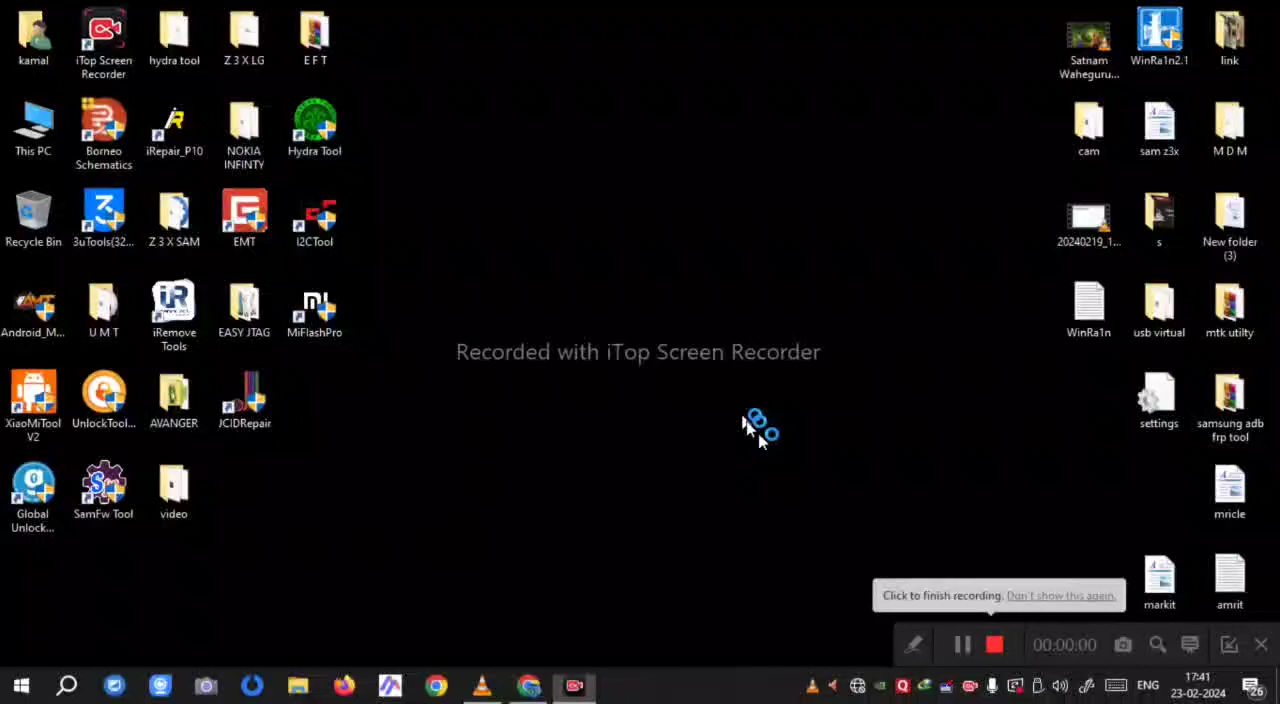 kamal
iTop Screen
Recorder
hydra tool
Z 3 X LG
E F T
This PC
Borneo
Schematics
iRepair_P10
NOKIA
INFINTY
Hydra Tool
Recycle Bin
3uTools(32...
Z 3 X SAM
EMT
I2CTool
Android_M...
U M T
iRemove
Tools
EASY JTAG
MiFlashPro
XiaoMiTool
V2
UnlockTool...
AVANGER
JCIDRepair
Global
Unlock...
SamFw Tool
video
Satnam
Waheguru...
WinRa1n2.1
link
cam
sam z3x
M D M
20240219_1...
s
New folder
(3)
WinRa1n
usb virtual
mtk utilty
settings
samsung adb
frp tool
mricle
markit
amrit
Recorded with iTop Screen Recorder
Click to finish recording. Don't show this again.
00:00:00
ENG
17:41
23-02-2024
26